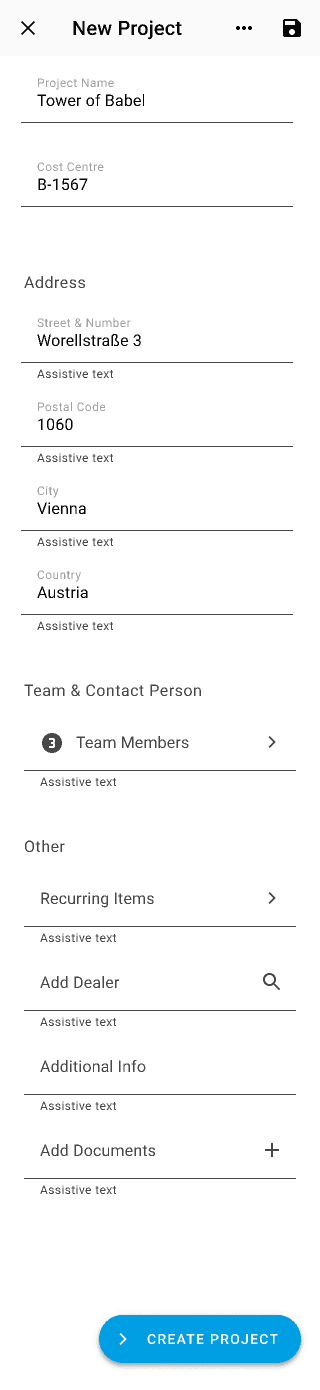 New Project
Project Name
Tower of Babel
Cost Centre
B-1567
Address
Street & Number
Worellstraße 3
Assistive text
Postal Code
1060
Assistive text
City
Vienna
Assistive text
Country
Austria
Assistive text
Team & Contact Person
3 Team Members
Assistive text
Other
Recurring Items
Assistive text
Add Dealer
Assistive text
Additional Info
Assistive text
Add Documents
Assistive text
CREATE PROJECT